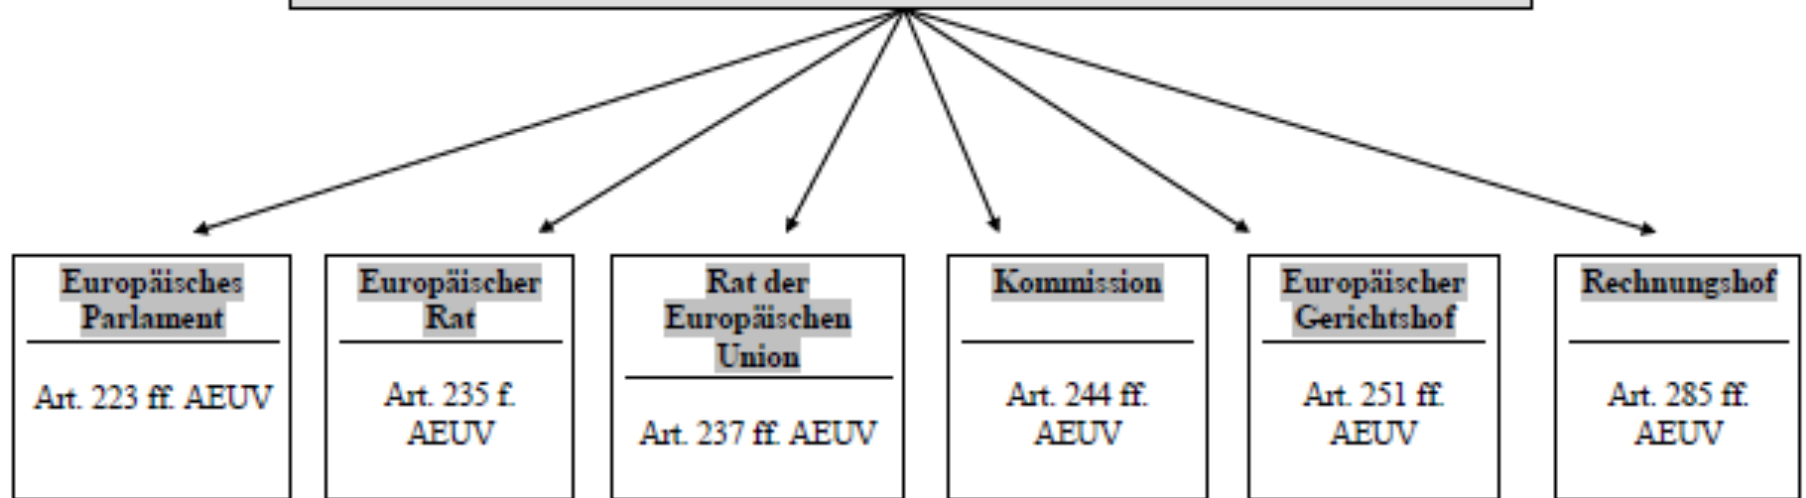 Europäisches
Parlament
Art. 223 ff. AEUV
Europäischer
Rat
Art. 235 f.
AEUV
Rat der
Europäischen
Union
Art. 237 ff. AEUV
Kommission
Art. 244 ff.
AEUV
Europäischer
Gerichtshof
Art. 251 ff.
AEUV
Rechnungshof
Art. 285 ff.
AEUV